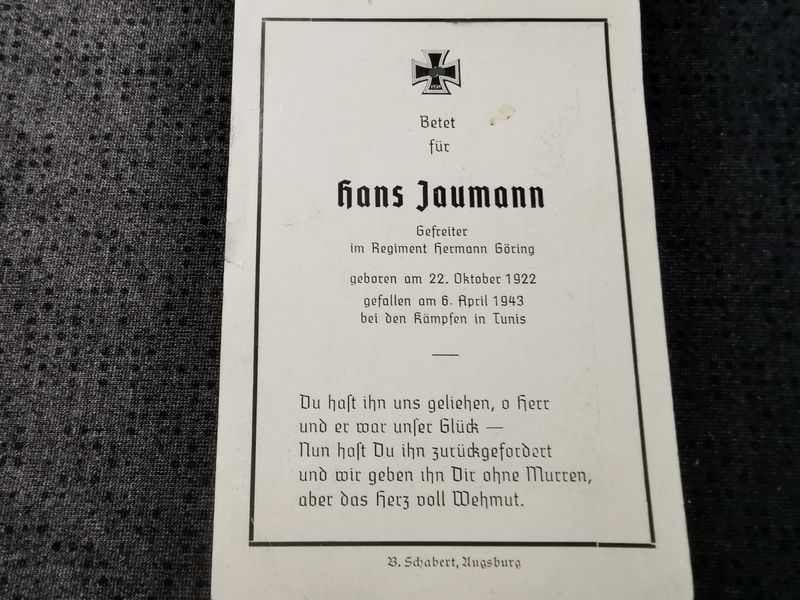 Betet
für
Hans Jaumann
Gefreiter
im Regiment Hermann Göring
geboren am 22. Oktober 1922
gefallen am 6. April 1943
bei den Kämpfen in Tunis
Du hast ihn uns geliehen, o Herr
und er war unser Glück —
Nun hast Du ihn zurückgefordert
und wir geben ihn Dir ohne Murren,
aber das Herz voll Wehmut.
B. Schabert, Augsburg